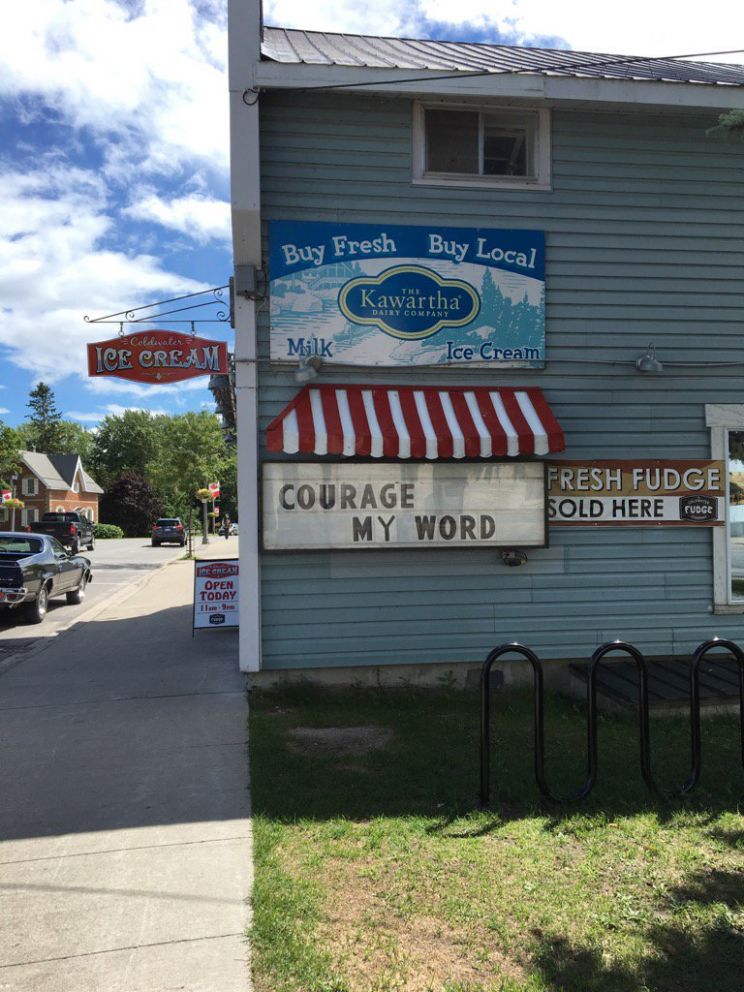 Buy Fresh Buy Local
THE
Kawartha
DAIRY COMPANY
Milk Ice Cream
Coldwater
ICE CREAM
COURAGE
MY WORD
FRESH FUDGE
SOLD HERE
FUDGE
ICE CREAM
OPEN
TODAY
11am - 9pm